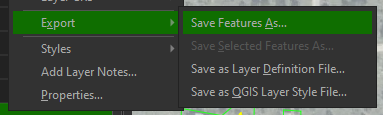 Export
Styles
Add Layer Notes...
Properties...
Save Features As...
Save Selected Features As...
Save as Layer Definition File...
Save as QGIS Layer Style File...